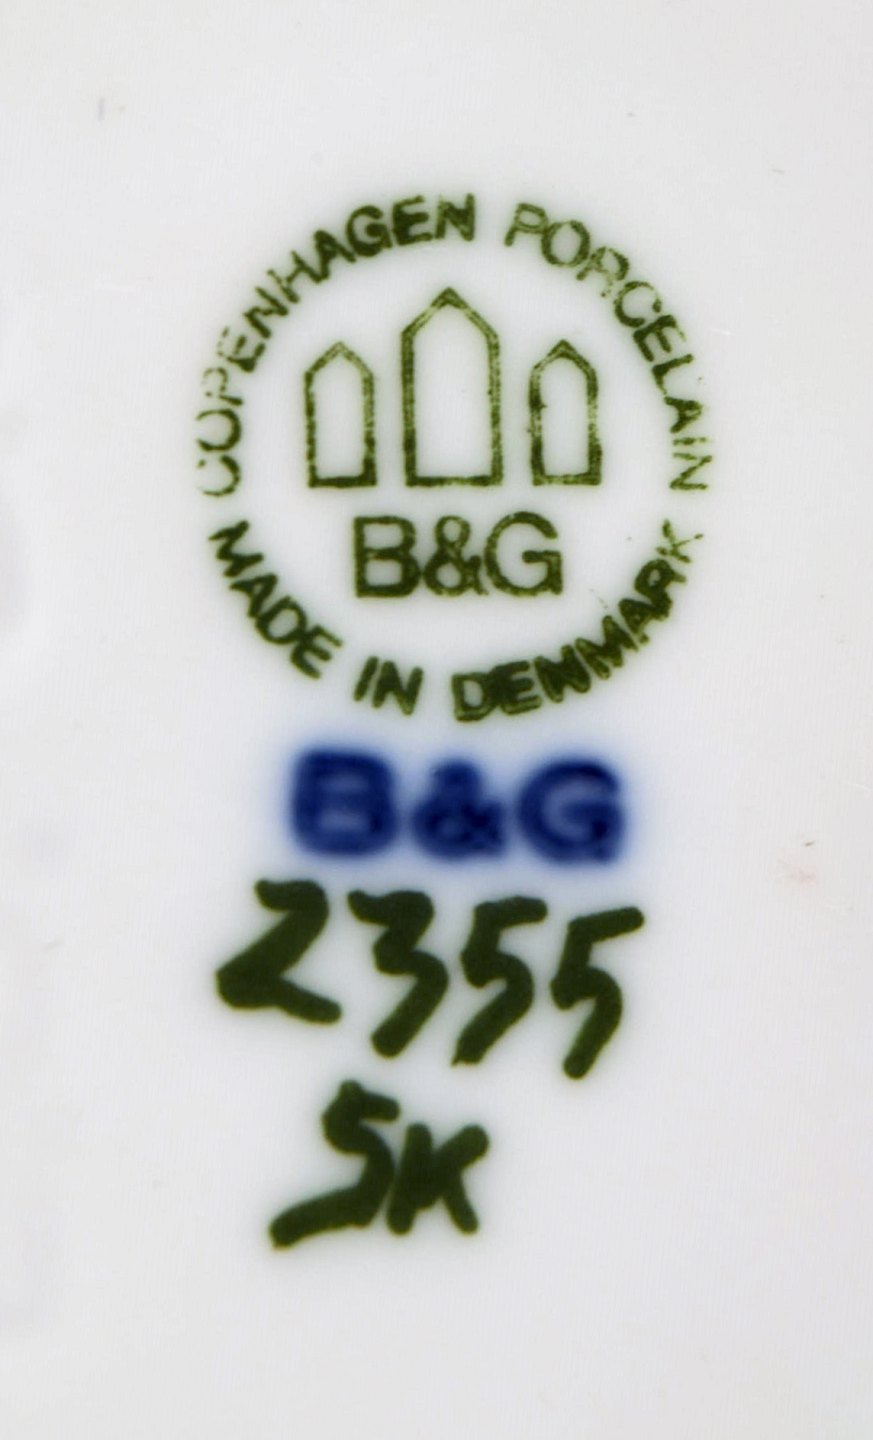 COPENHAGEN PORCELAIN
B&G
MADE IN DENMARK
B&G
2355
SK